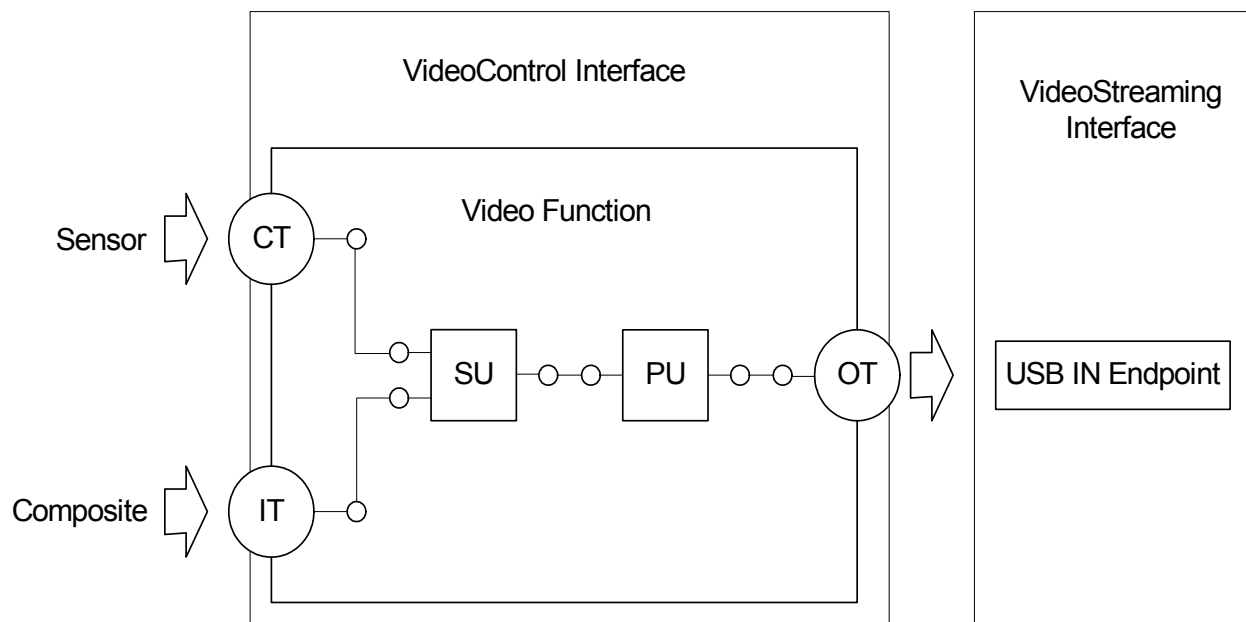 VideoControl Interface
VideoStreaming
Interface
Video Function
Sensor
CT
SU
PU
OT
USB IN Endpoint
Composite
IT